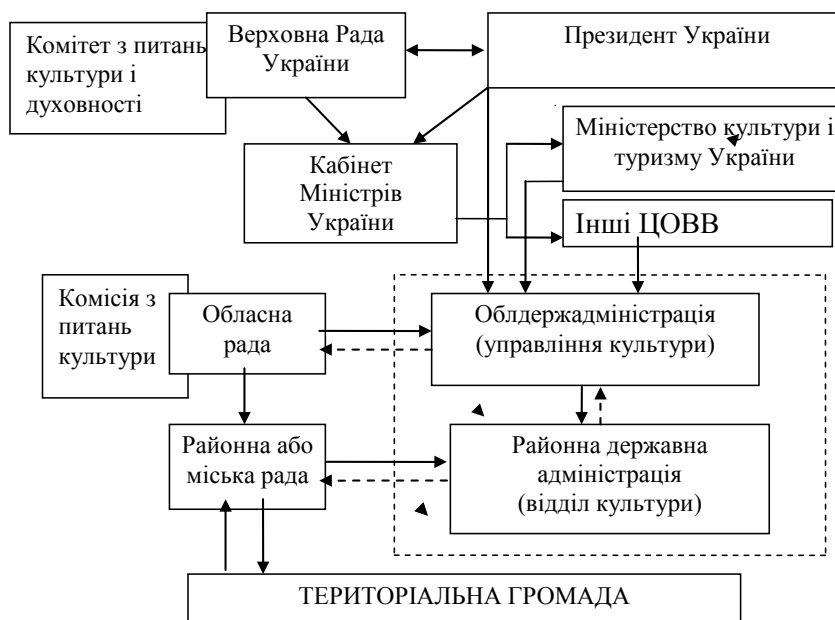 Комітет з питань
культури і
духовності
Верховна Рада
України
Президент України
Міністерство культури і
туризму України
Кабінет
Міністрів
України
Інші ЦОВВ
Комісія з
питань
культури
Обласна
рада
Облдержадміністрація
(управління культури)
Районна або
міська рада
Районна державна
адміністрація
(відділ культури)
ТЕРИТОРІАЛЬНА ГРОМАДА